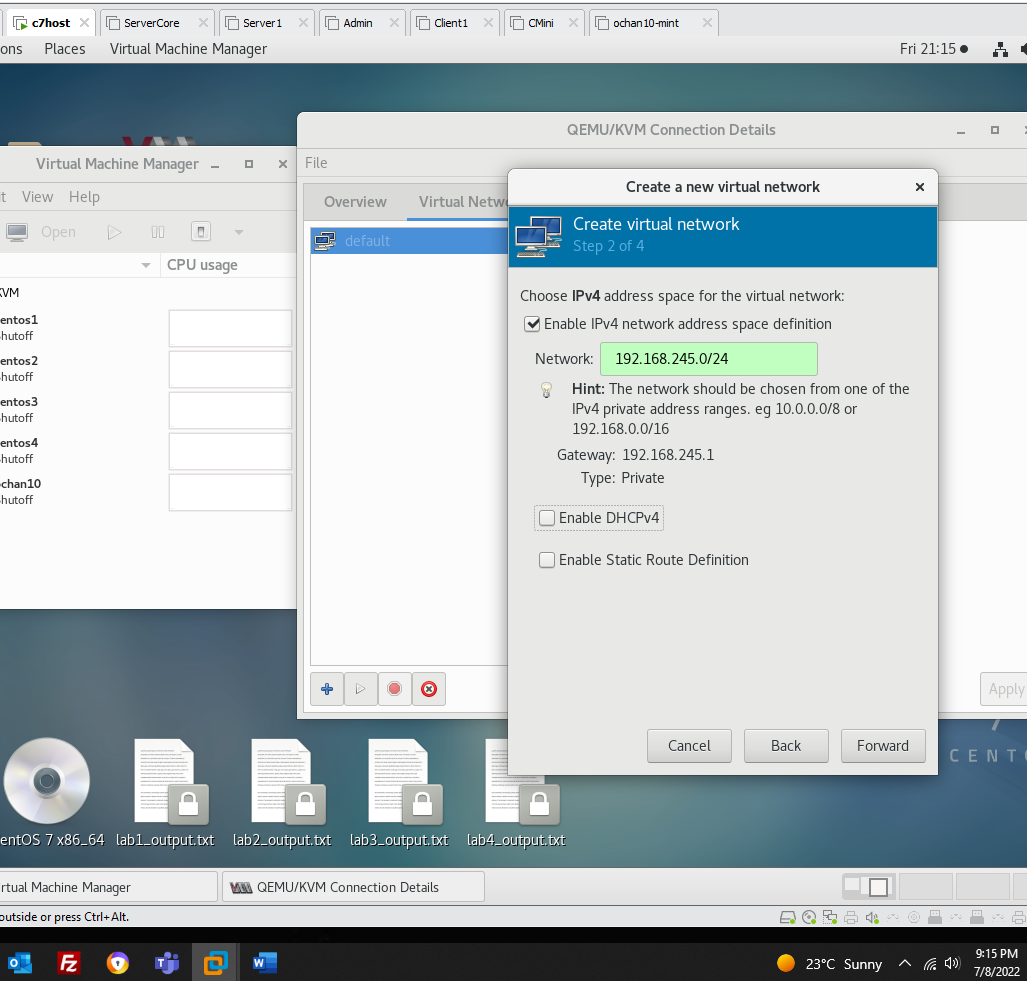 c7host
ServerCore
Server1
Admin
Client1
CMini
ochan10-mint
ons Places Virtual Machine Manager
Fri 21:15
QEMU/KVM Connection Details
Virtual Machine Manager
File
t View Help
Overview
Virtual Netwo
Open
default
CPU usage
KVM
entos1
Shutoff
entos2
hutoff
entos3
hutoff
entos4
hutoff
ochan10
Shutoff
Create a new virtual network
Create virtual network
Step 2 of 4
Choose IPv4 address space for the virtual network:
Enable IPv4 network address space definition
Network: 192.168.245.0/24
Hint: The network should be chosen from one of the
IPv4 private address ranges. eg 10.0.0.0/8 or
192.168.0.0/16
Gateway: 192.168.245.1
Type: Private
Enable DHCPv4
Enable Static Route Definition
Apply
Cancel
Back
Forward
CENTO
entOS 7 x86_64
lab1_output.txt
lab2_output.txt
lab3_output.txt
lab4_output.txt
rtual Machine Manager
QEMU/KVM Connection Details
outside or press Ctrl+Alt.
23°C Sunny
9:15 PM
7/8/2022